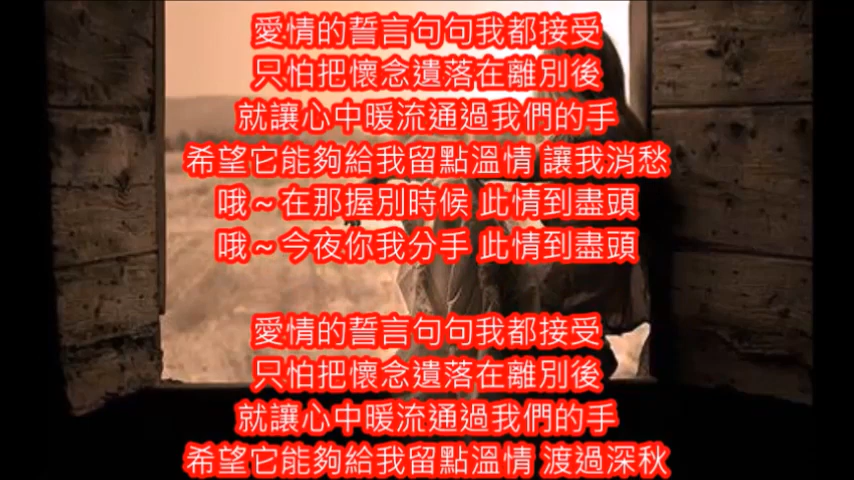 愛情的誓言句句我都接受
只怕把懷念遺落在離別後
就讓心中暖流通過我們的手
希望它能夠給我留點溫情 讓我消愁
哦～在那握別時候 此情到盡頭
哦～今夜你我分手 此情到盡頭
愛情的誓言句句我都接受
只怕把懷念遺落在離別後
就讓心中暖流通過我們的手
希望它能夠給我留點溫情 渡過深秋